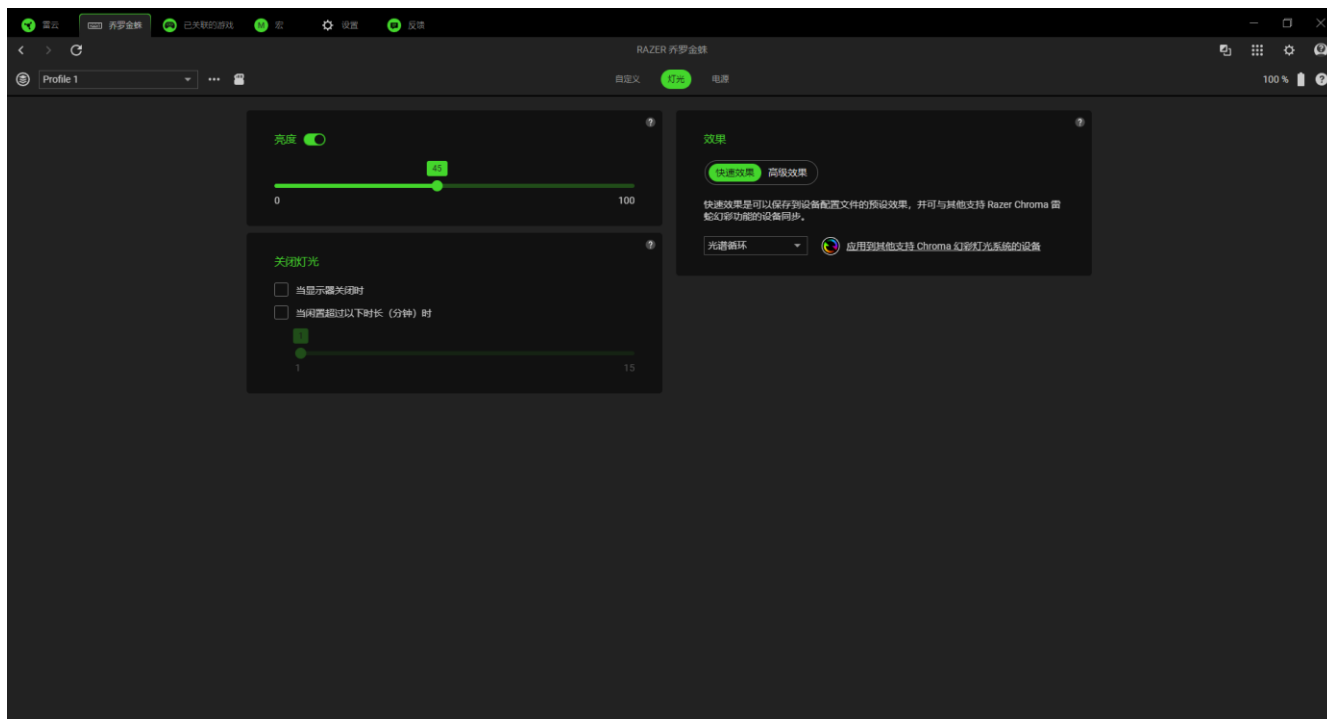 雷云
乔罗金蛛
已关联的游戏
宏
设置
反馈
RAZER 乔罗金蛛
Profile 1
自定义
灯光
电源
100 %
亮度
45
0
100
关闭灯光
当显示器关闭时
当闲置超过以下时长（分钟）时
1
1
15
效果
快速效果
高级效果
快速效果是可以保存到设备配置文件的预设效果，并可与其他支持 Razer Chroma 雷
蛇幻彩功能的设备同步。
光谱循环
应用到其他支持 Chroma 幻彩灯光系统的设备